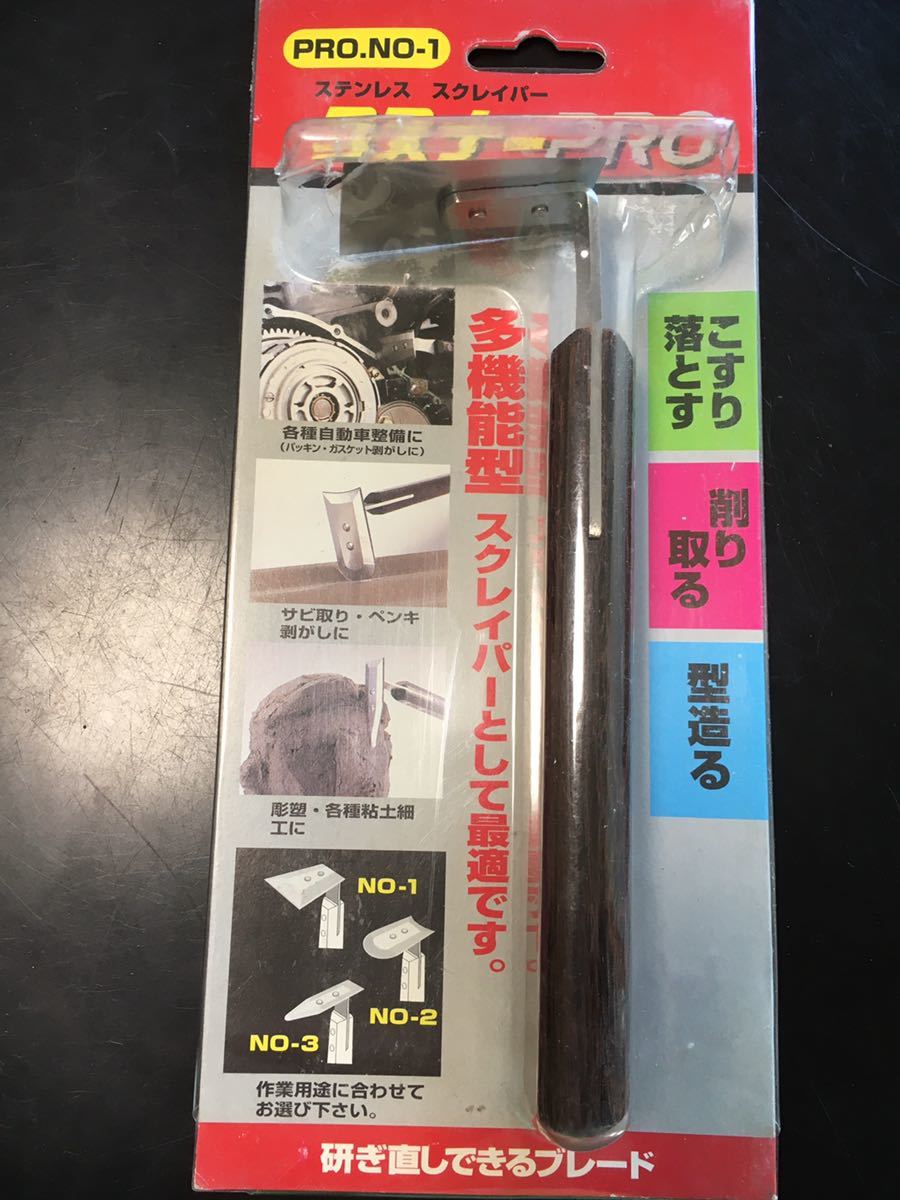 PRO.NO-1
ステンレス スクレイパー
PRO
多機能型
スクレイパーとして最適です。
こすり
落とす
削り
取る
型造る
各種自動車整備に
(パッキン・ガスケット剥がしに)
サビ取り・ペンキ
剥がしに
彫塑・各種粘土細
工に
NO-1
NO-2
NO-3
作業用途に合わせて
お選び下さい。
研ぎ直しできるブレード